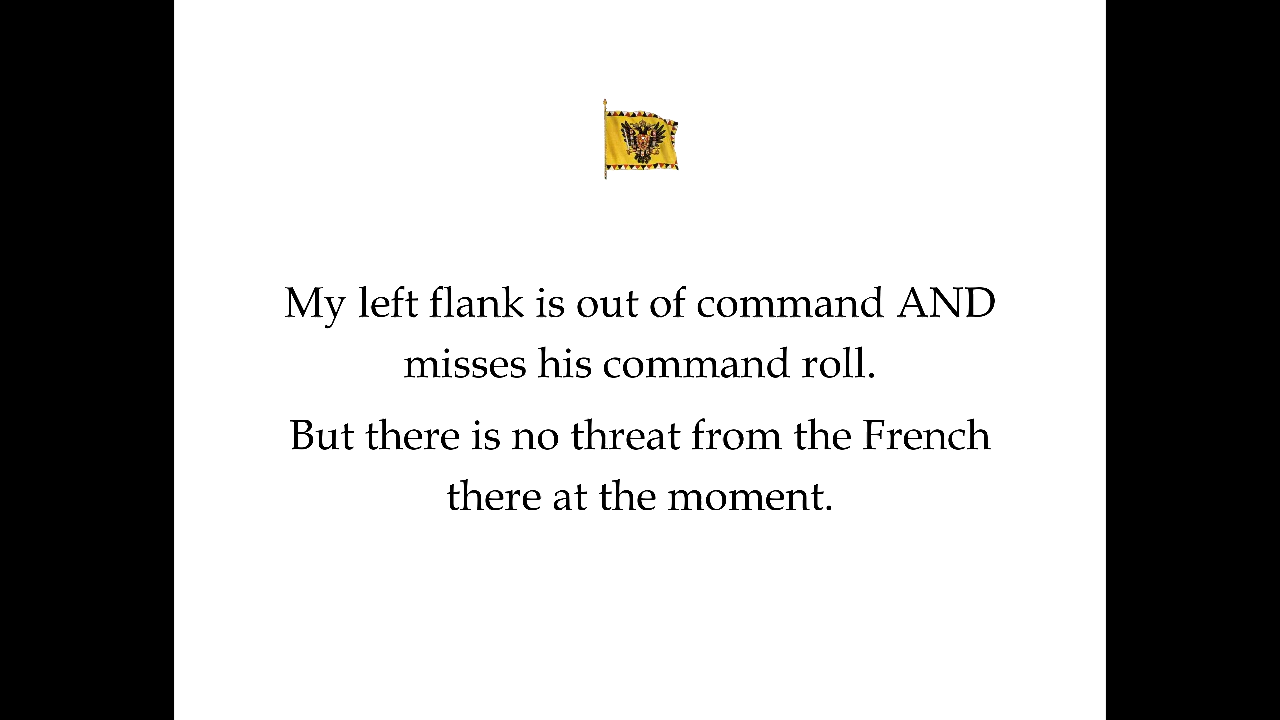 My left flank is out of command AND
misses his command roll.
But there is no threat from the French
there at the moment.